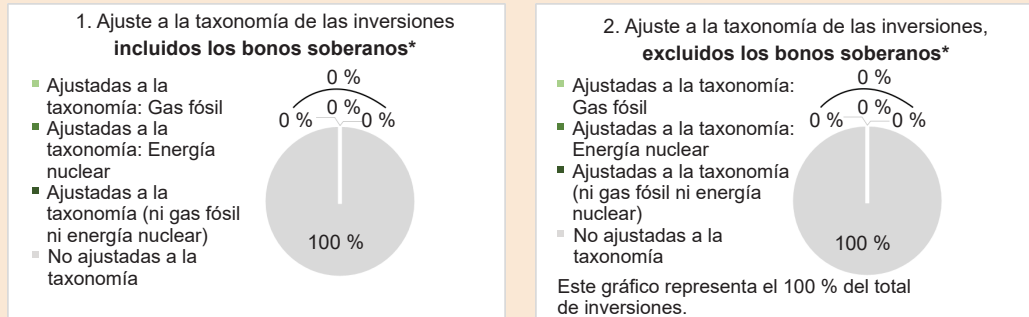 1. Ajuste a la taxonomía de las inversiones
incluidos los bonos soberanos*
Ajustadas a la
taxonomía: Gas fósil
Ajustadas a la
taxonomía: Energía
nuclear
Ajustadas a la
taxonomía (ni gas fósil
ni energía nuclear)
No ajustadas a la
taxonomía
0 %
0 %
0 %
0 %
100 %
2. Ajuste a la taxonomía de las inversiones,
excluidos los bonos soberanos*
Ajustadas a la taxonomía:
Gas fósil
Ajustadas a la taxonomía:
Energía nuclear
Ajustadas a la taxonomía
(ni gas fósil ni energía
nuclear)
No ajustadas a la
taxonomía
0 %
0 %
0 %
0 %
100 %
Este gráfico representa el 100 % del total
de inversiones.